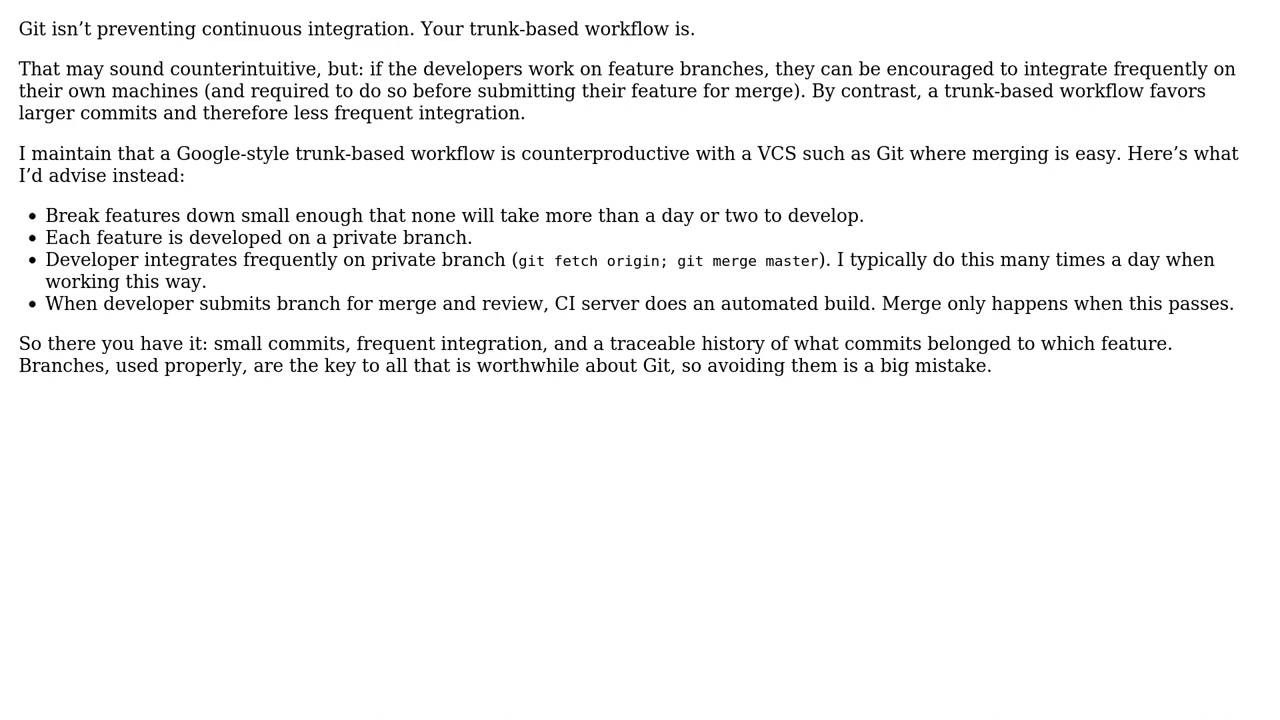 Git isn’t preventing continuous integration. Your trunk-based workflow is.
That may sound counterintuitive, but: if the developers work on feature branches, they can be encouraged to integrate frequently on
their own machines (and required to do so before submitting their feature for merge). By contrast, a trunk-based workflow favors
larger commits and therefore less frequent integration.
I maintain that a Google-style trunk-based workflow is counterproductive with a VCS such as Git where merging is easy. Here’s what
I’d advise instead:
• Break features down small enough that none will take more than a day or two to develop.
• Each feature is developed on a private branch.
• Developer integrates frequently on private branch (git fetch origin; git merge master). I typically do this many times a day when
working this way.
• When developer submits branch for merge and review, CI server does an automated build. Merge only happens when this passes.
So there you have it: small commits, frequent integration, and a traceable history of what commits belonged to which feature.
Branches, used properly, are the key to all that is worthwhile about Git, so avoiding them is a big mistake.